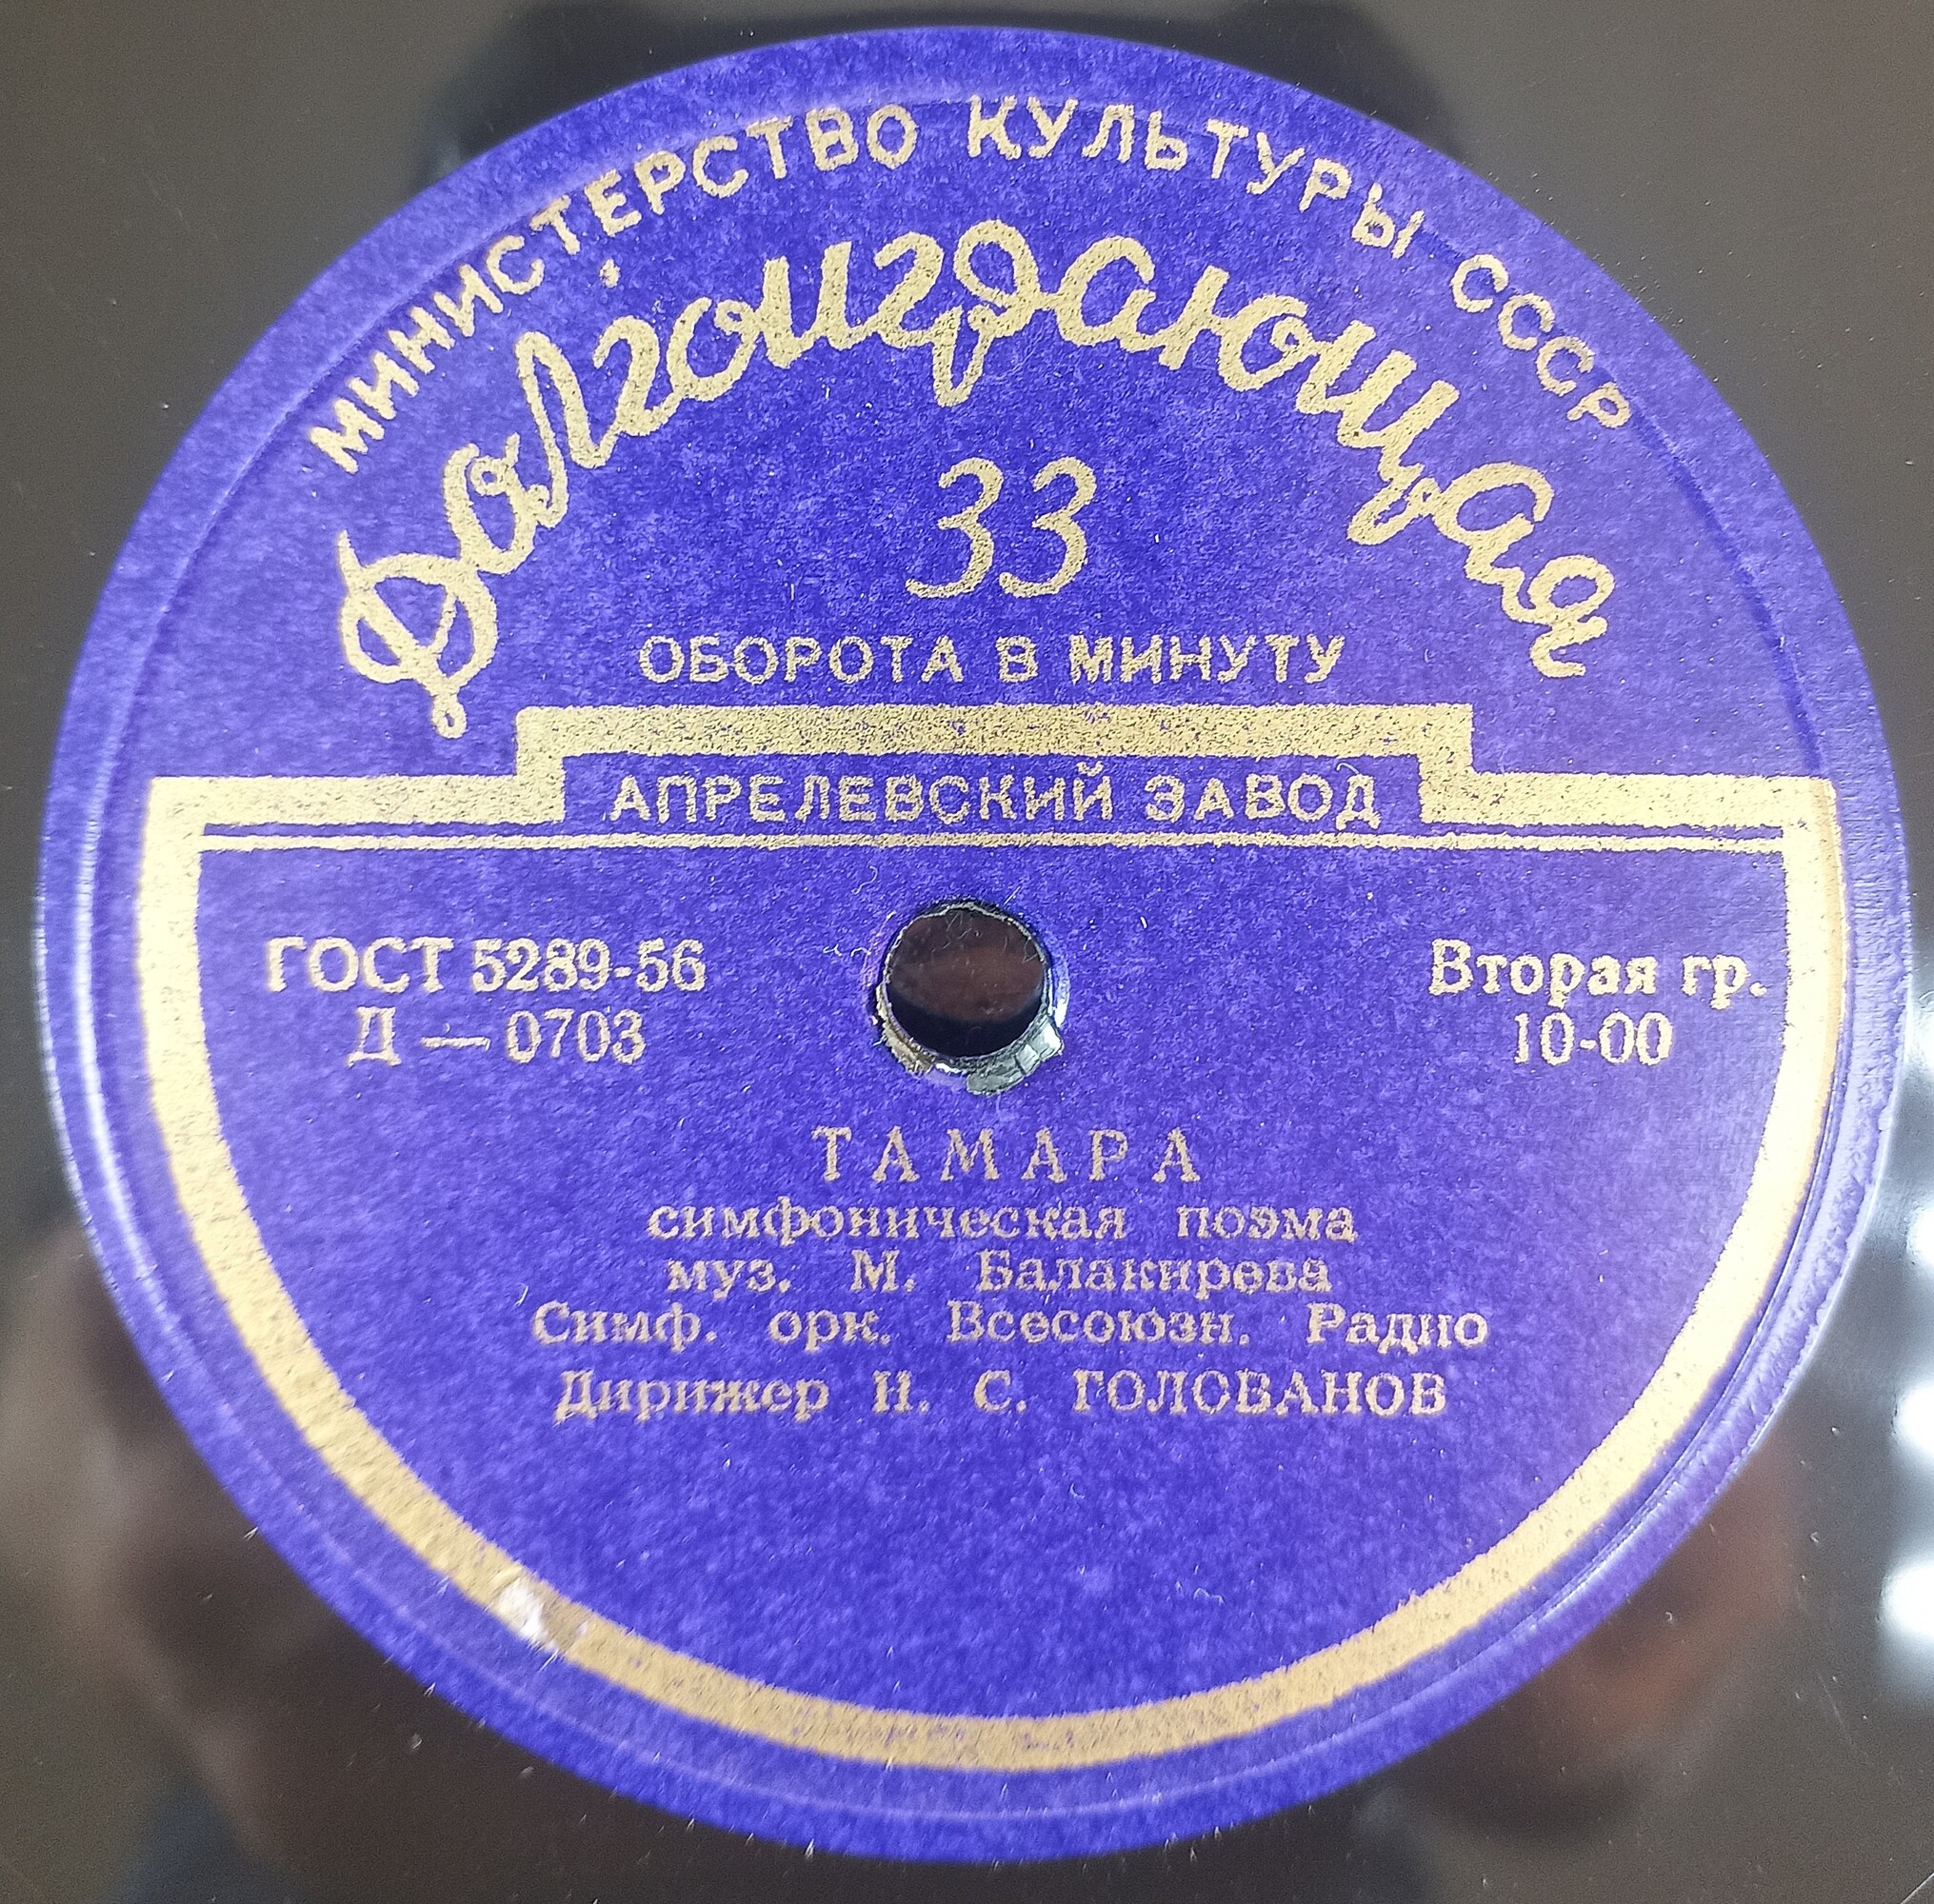 МИНИСТЕРСТВО КУЛЬТУРЫ СССР
Долгоиграющая
33
ОБОРОТА В МИНУТУ
АПРЕЛЕВСКИЙ ЗАВОД
ГОСТ 5289-56
Д — 0703
Вторая гр.
10-00
ТАМАРА
симфоническая поэма
муз. М. Балакирева
Симф. орк. Всесоюзн. Радио
Дирижер Н. С. ГОЛОВАНОВ